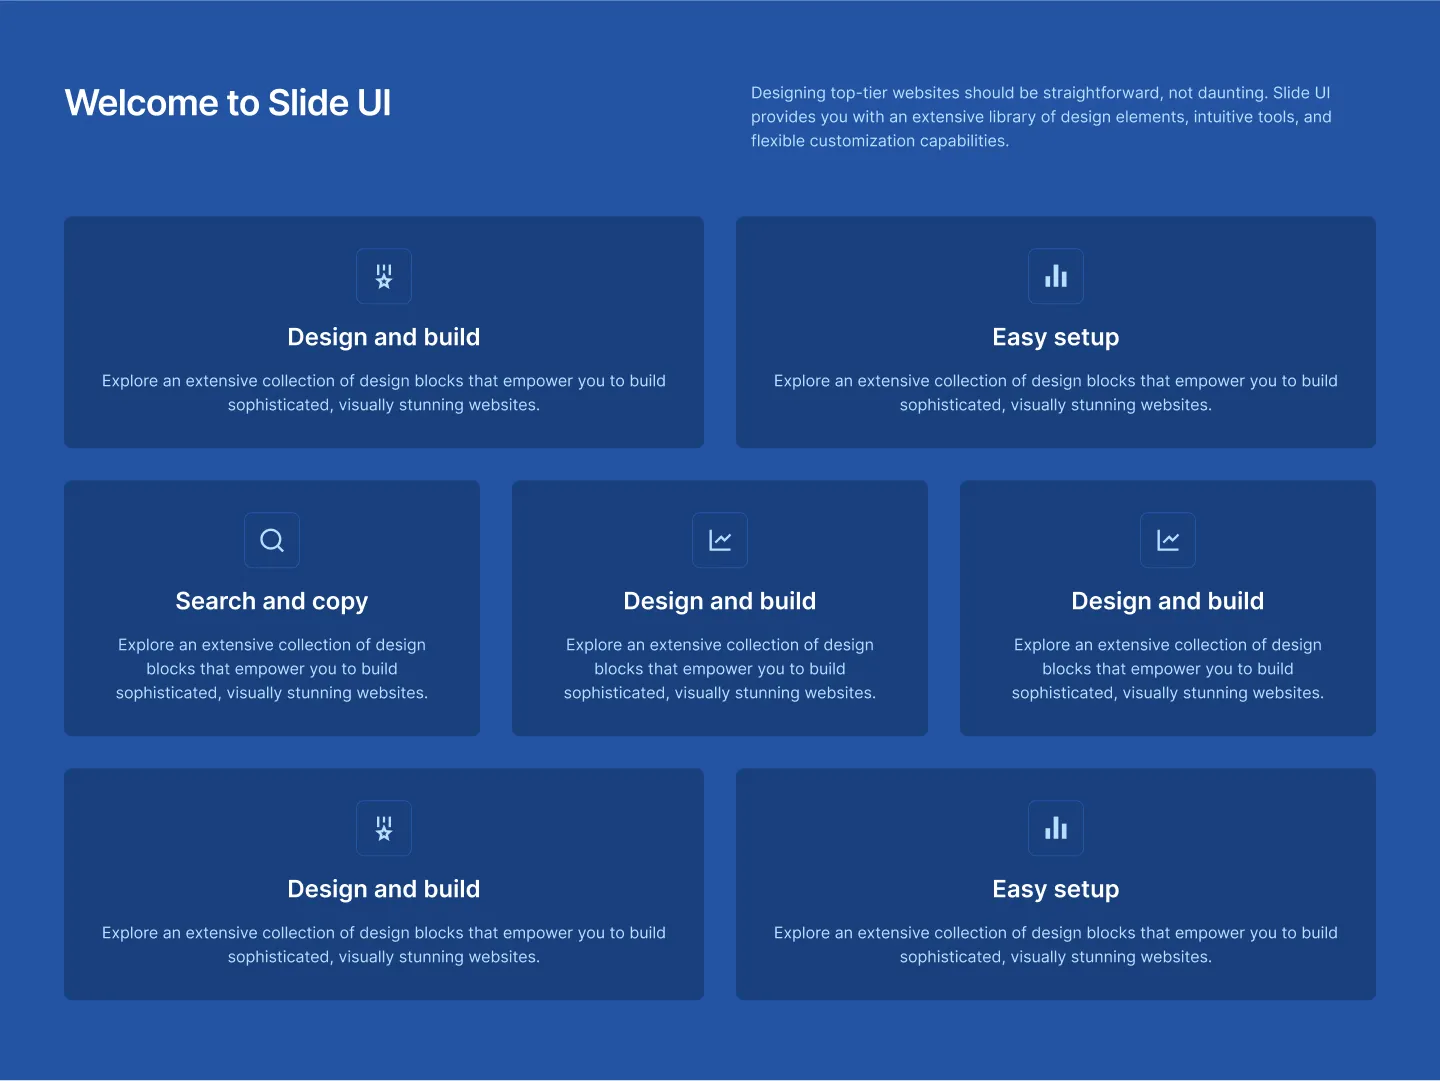 Welcome to Slide UI
Designing top-tier websites should be straightforward, not daunting. Slide UI
provides you with an extensive library of design elements, intuitive tools, and
flexible customization capabilities.
Design and build
Explore an extensive collection of design blocks that empower you to build
sophisticated, visually stunning websites.
Easy setup
Explore an extensive collection of design blocks that empower you to build
sophisticated, visually stunning websites.
Search and copy
Explore an extensive collection of design
blocks that empower you to build
sophisticated, visually stunning websites.
Design and build
Explore an extensive collection of design
blocks that empower you to build
sophisticated, visually stunning websites.
Design and build
Explore an extensive collection of design
blocks that empower you to build
sophisticated, visually stunning websites.
Design and build
Explore an extensive collection of design blocks that empower you to build
sophisticated, visually stunning websites.
Easy setup
Explore an extensive collection of design blocks that empower you to build
sophisticated, visually stunning websites.